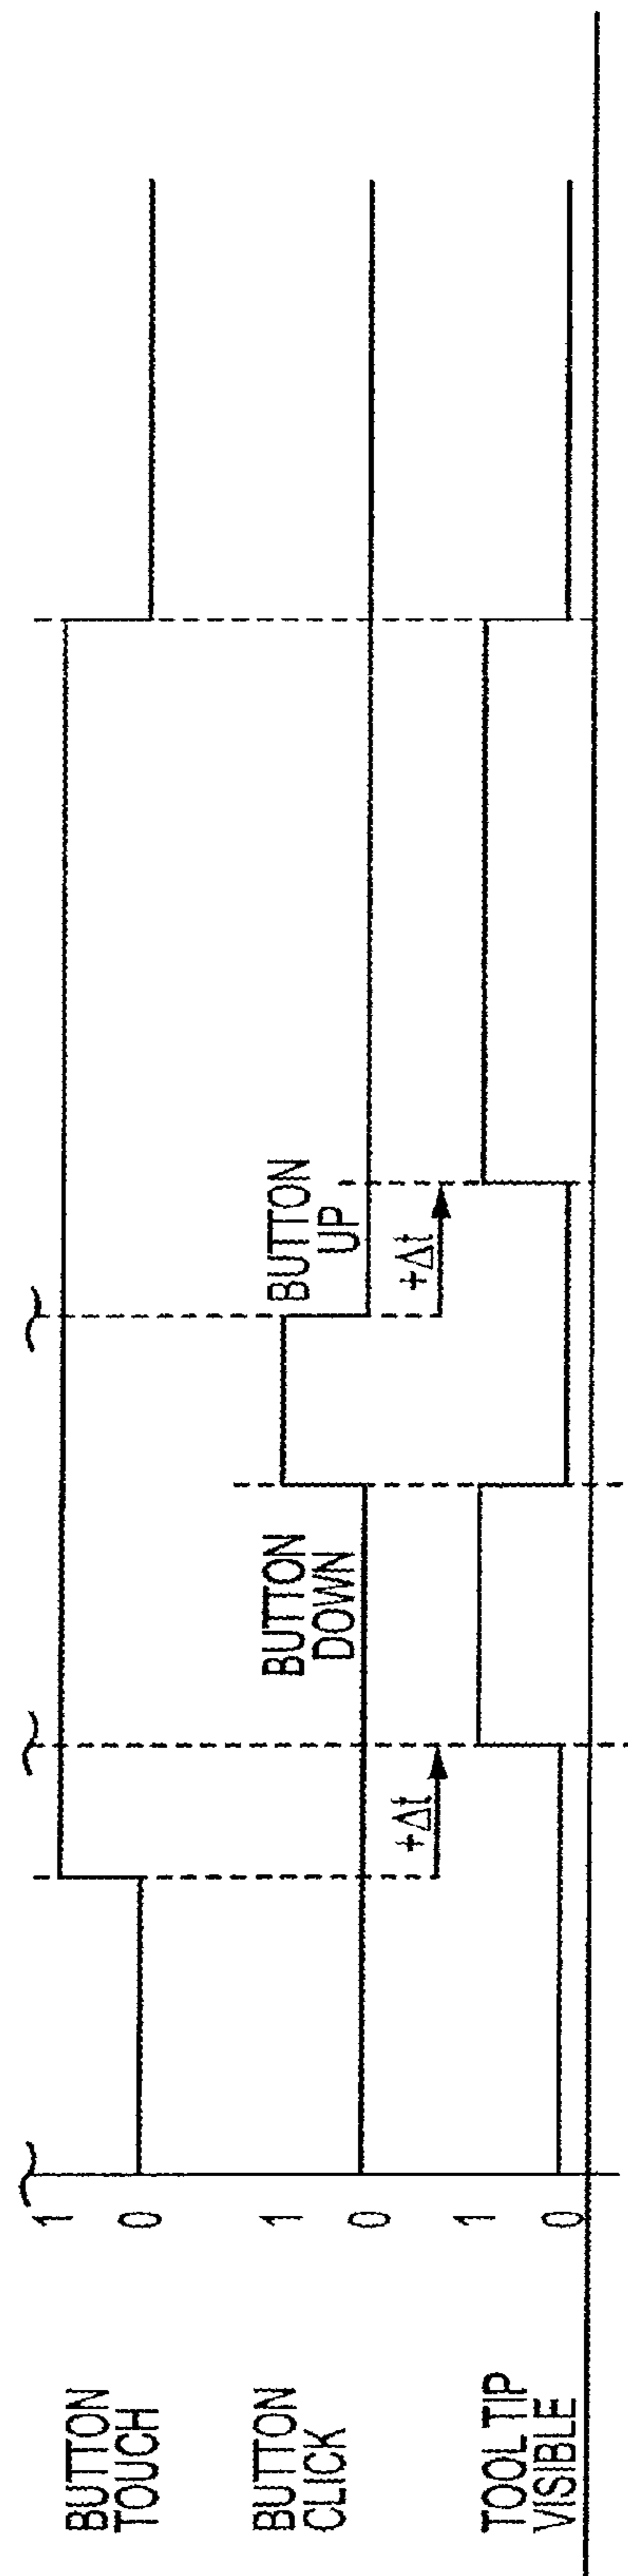 BUTTON
TOUCH
1
0
BUTTON
CLICK
1
0
BUTTON
DOWN
BUTTON
UP
+Δt
+Δt
TOOL TIP
VISIBLE
1
0